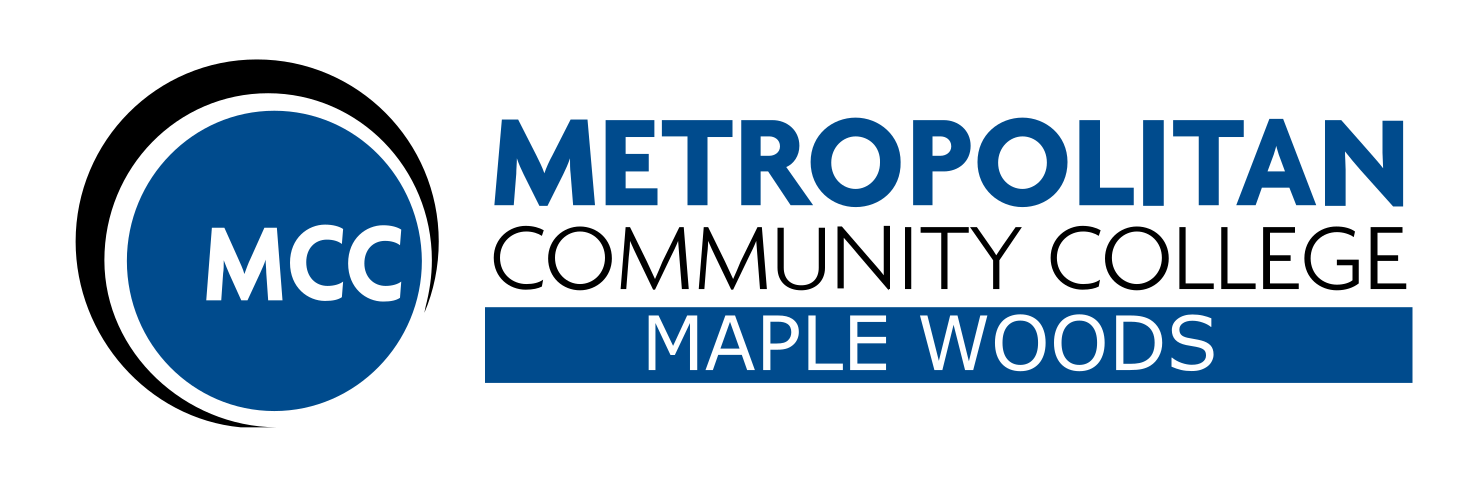 MCC
METROPOLITAN
COMMUNITY COLLEGE
MAPLE WOODS